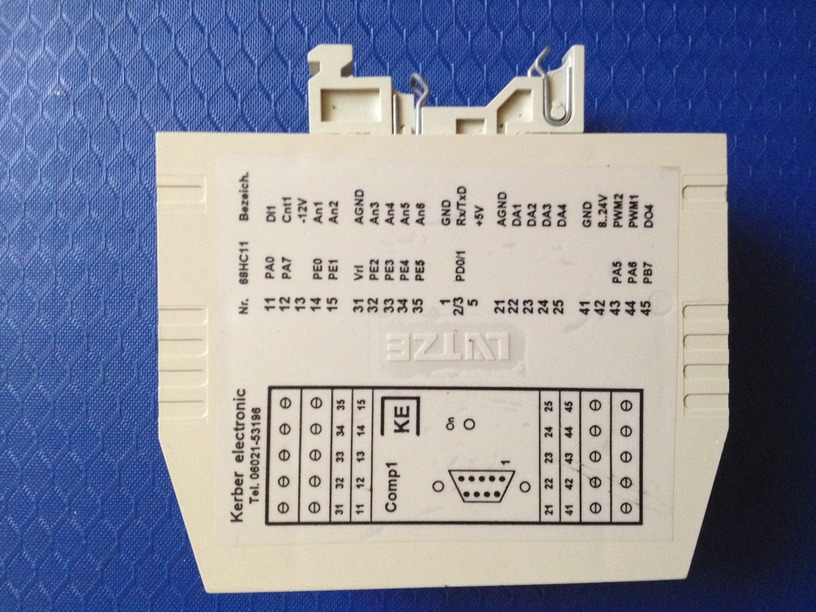 Kerber electronic
Tel. 06021-53196
Nr. 68HC11 Bezeich.
11 PA0 DI1
12 PA7 Cnt1
13 -12V
14 PE0 An1
15 PE1 An2
31 Vrl AGND
32 PE2 An3
33 PE3 An4
34 PE4 An5
35 PE5 An6
1 GND
2/3 PD0/1 Rx/TxD
5 +5V
21 AGND
22 DA1
23 DA2
24 DA3
25 DA4
41 GND
42 8..24V
43 PA5 PWM2
44 PA6 PWM1
45 PB7 DO4
LÜTZE
31 32 33 34 35
11 12 13 14 15
Comp1 KE
On
1
21 22 23 24 25
41 42 43 44 45